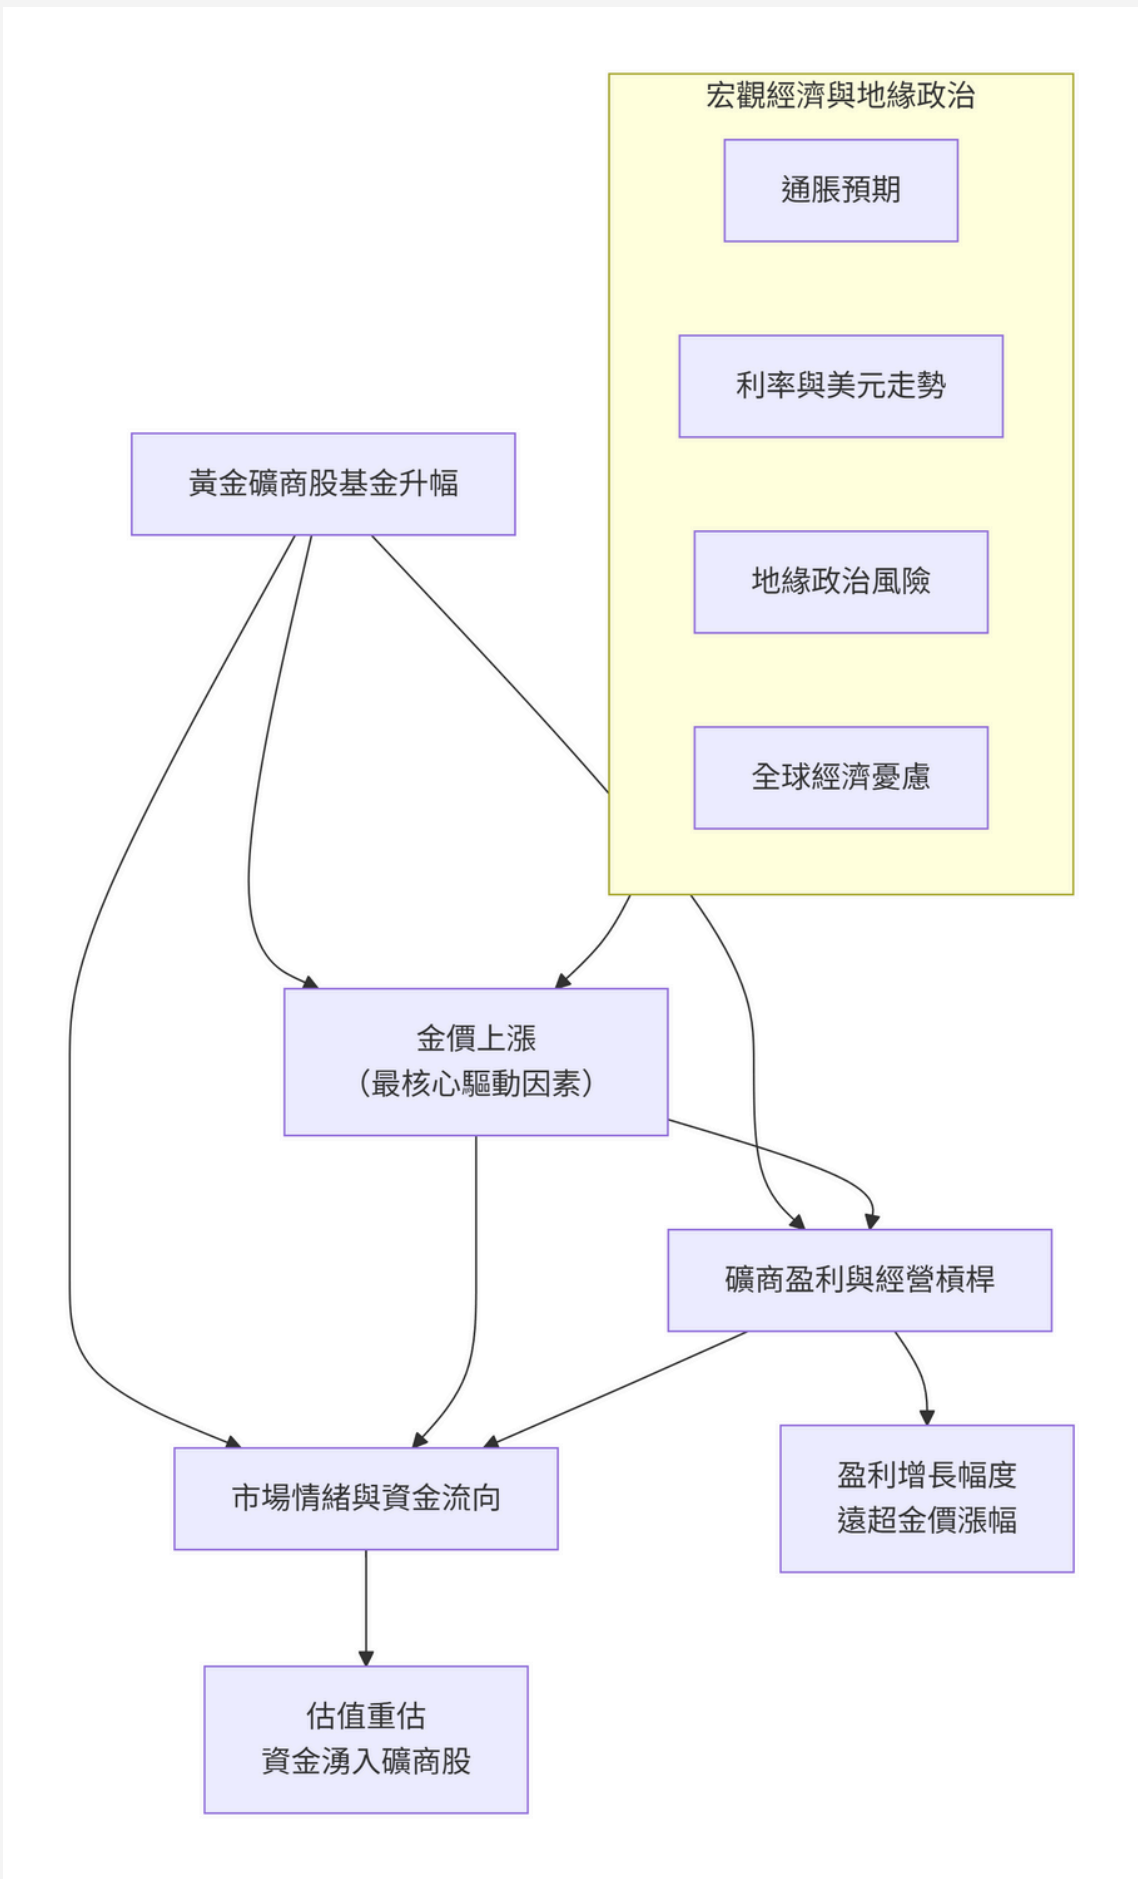 宏觀經濟與地緣政治
通脹預期
利率與美元走勢
黃金礦商股基金升幅
地緣政治風險
全球經濟憂慮
金價上漲
（最核心驅動因素）
礦商盈利與經營槓桿
盈利增長幅度
遠超金價漲幅
市場情緒與資金流向
估值重估
資金湧入礦商股